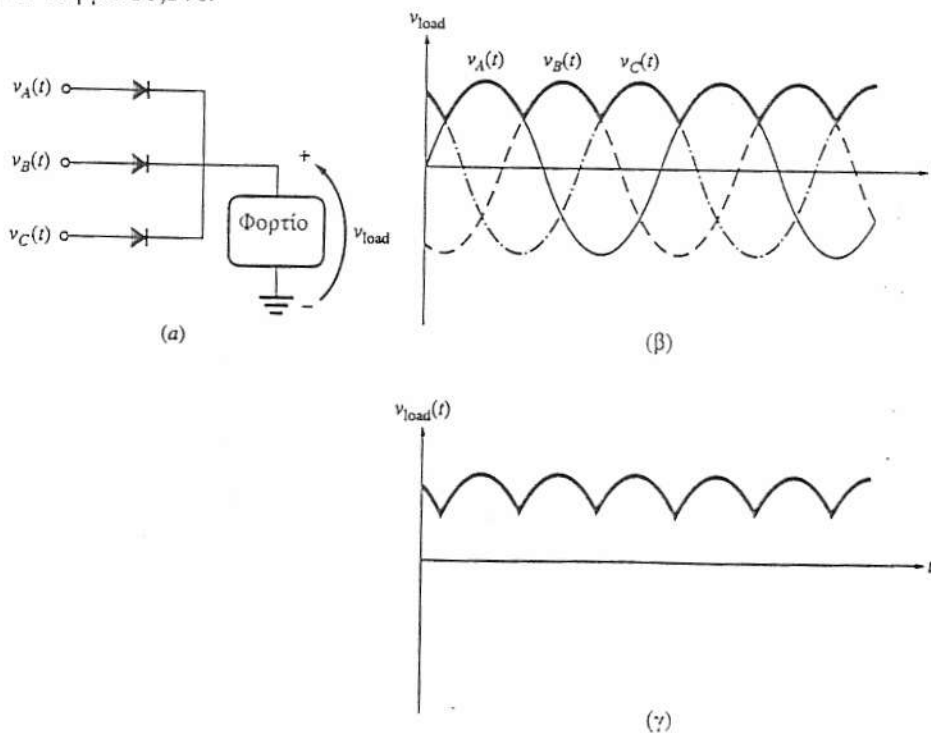 v_A(t)
v_B(t)
v_C(t)
+
Φορτίο
v_load
−
(α)
v_load
v_A(t) v_B(t) v_C(t)
(β)
v_load(t)
t
(γ)